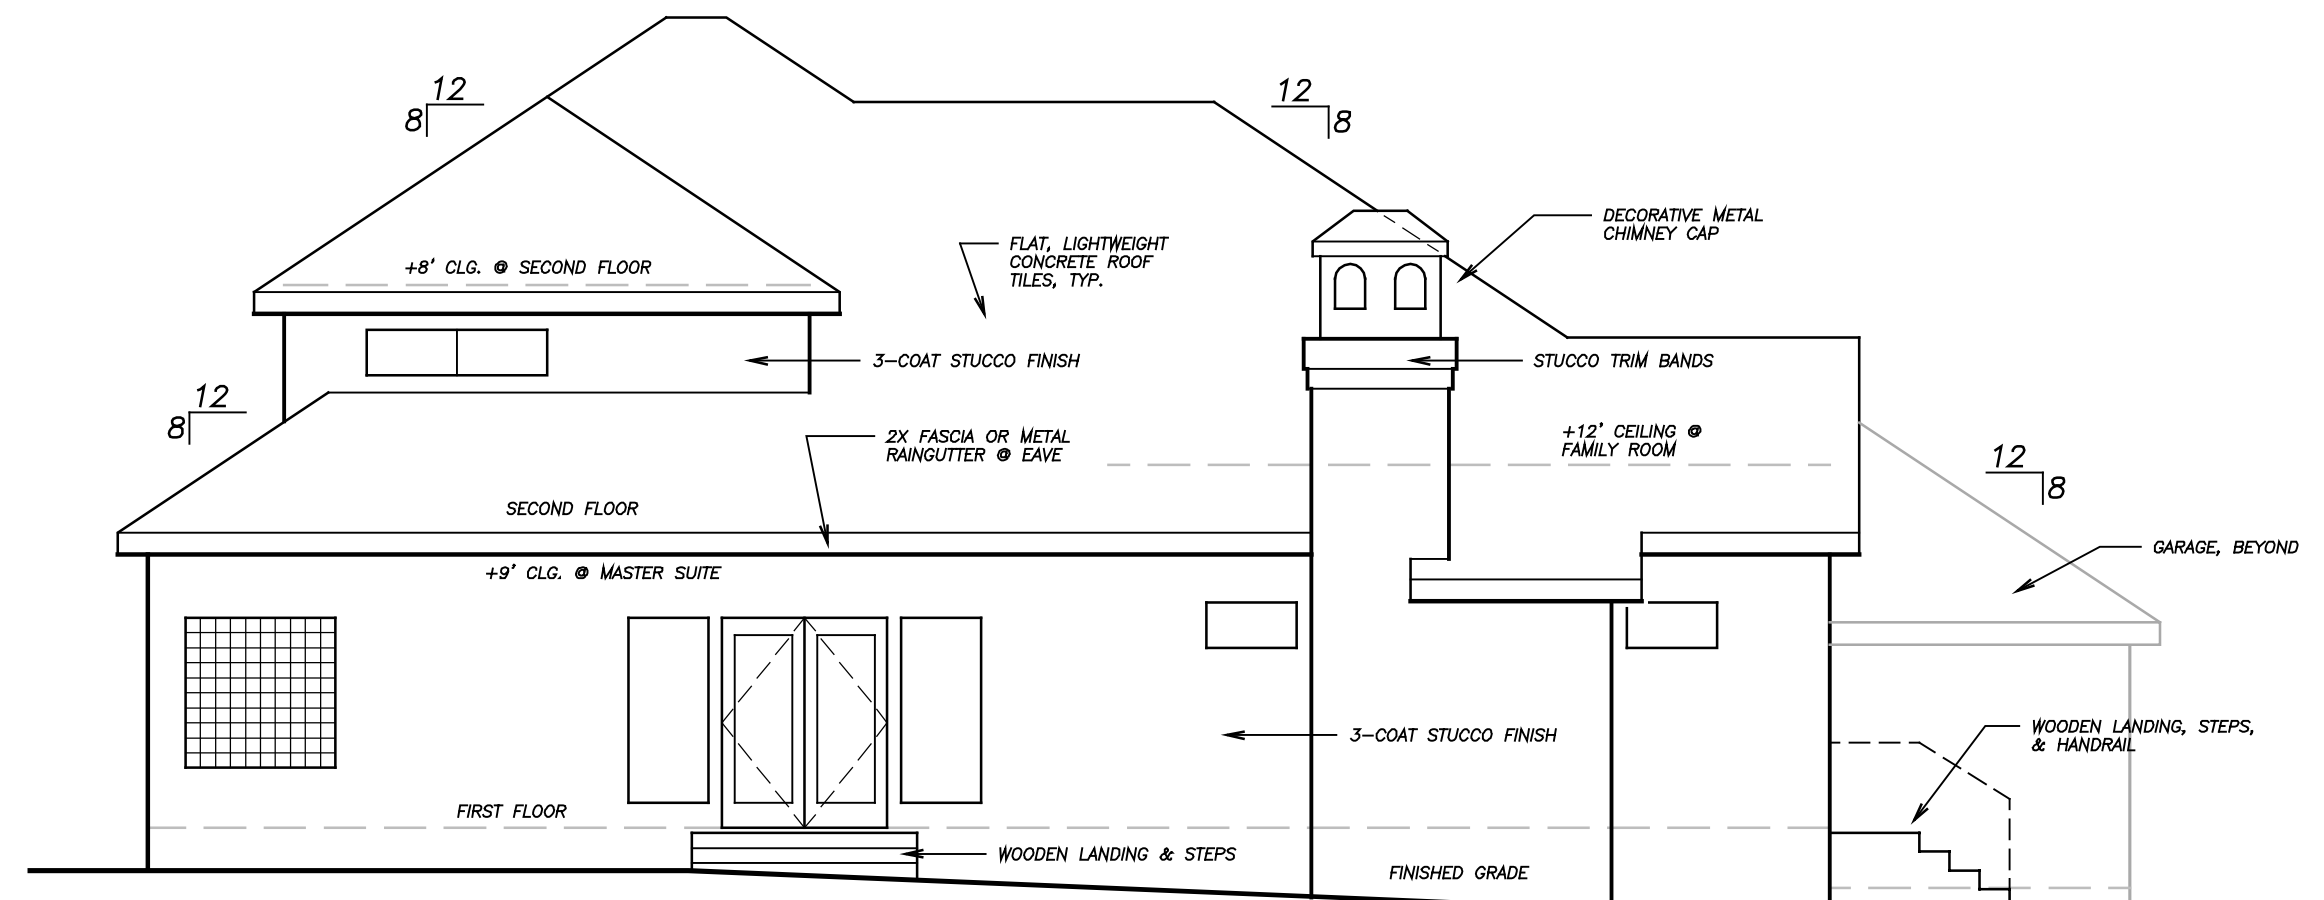 12
8
12
8
DECORATIVE METAL
CHIMNEY CAP
FLAT, LIGHTWEIGHT
CONCRETE ROOF
TILES, TYP.
+8' CLG. @ SECOND FLOOR
3-COAT STUCCO FINISH
STUCCO TRIM BANDS
12
8
2X FASCIA OR METAL
RAINGUTTER @ EAVE
+12' CEILING @
FAMILY ROOM
12
8
SECOND FLOOR
GARAGE, BEYOND
+9' CLG. @ MASTER SUITE
3-COAT STUCCO FINISH
WOODEN LANDING, STEPS,
& HANDRAIL
FIRST FLOOR
WOODEN LANDING & STEPS
FINISHED GRADE